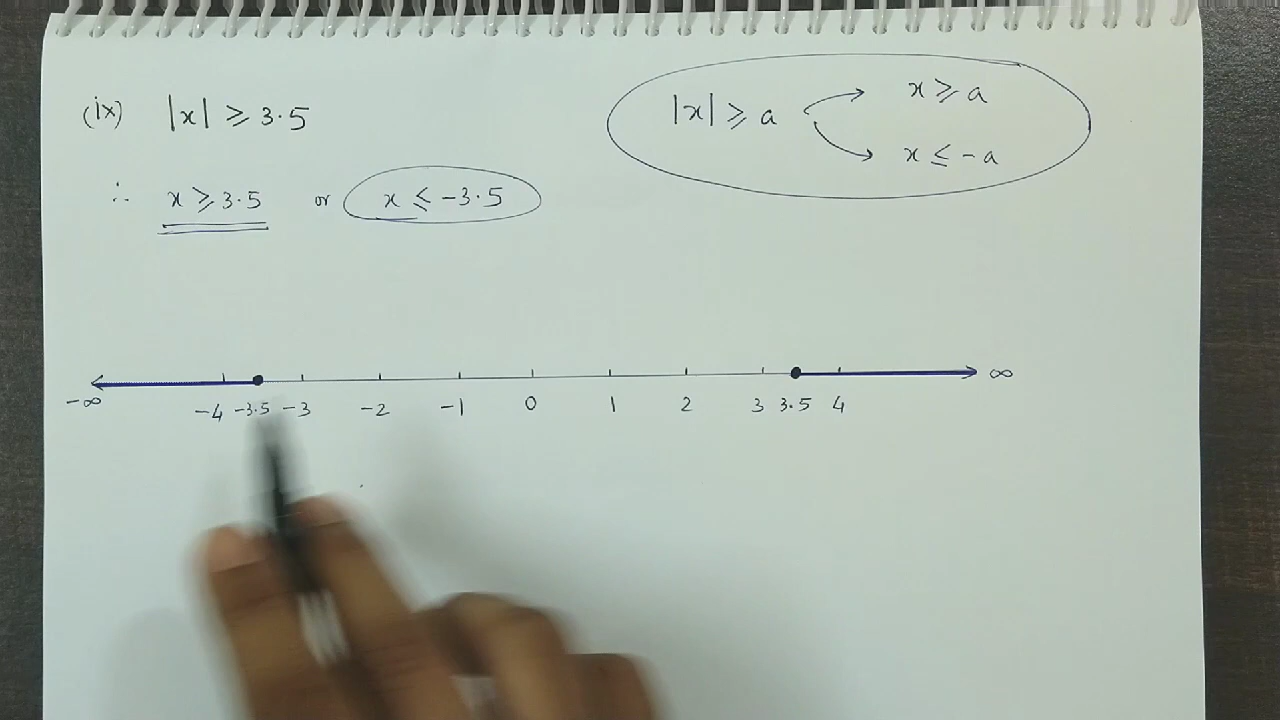 (ix) |x| ⩾ 3.5
|x| ⩾ a
x ⩾ a
x ≤ -a
∴ x ⩾ 3.5 or x ≤ -3.5
-∞ -4 -3.5 -3 -2 -1 0 1 2 3 3.5 4 ∞